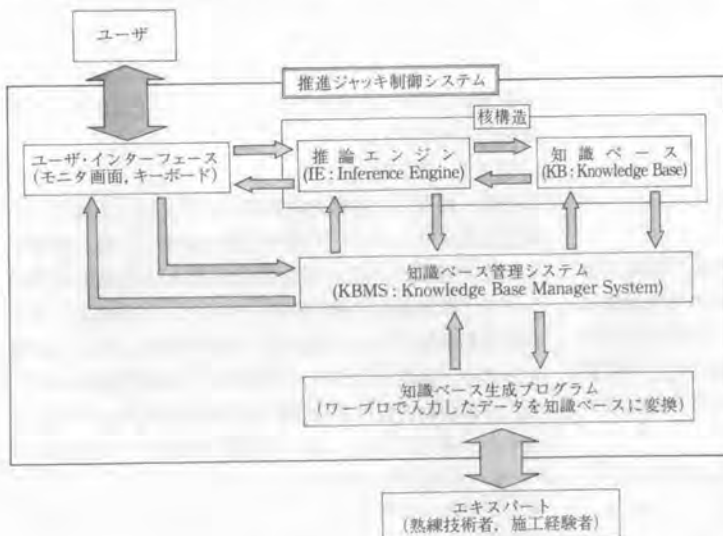 ユーザ
推進ジャッキ制御システム
核構造
ユーザ・インターフェース
(モニタ画面,キーボード)
推論エンジン
(IE : Inference Engine)
知識ベース
(KB : Knowledge Base)
知識ベース管理システム
(KBMS : Knowledge Base Manager System)
知識ベース生成プログラム
(ワープロで入力したデータを知識ベースに変換)
エキスパート
(熟練技術者, 施工経験者)